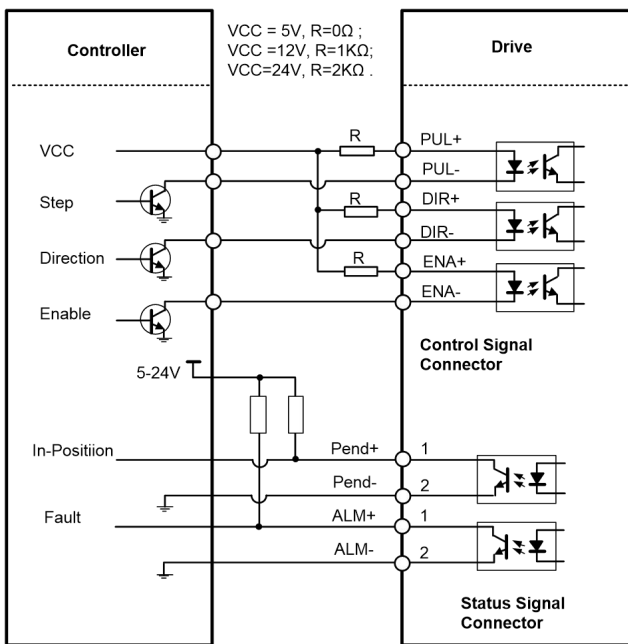 Controller
VCC = 5V, R=0Ω ;
VCC =12V, R=1KΩ;
VCC=24V, R=2KΩ .
Drive
VCC
R
PUL+
PUL-
Step
R
DIR+
DIR-
Direction
R
ENA+
ENA-
Enable
Control Signal
Connector
5-24V
In-Positiion
Pend+
1
Pend-
2
Fault
ALM+
1
ALM-
2
Status Signal
Connector